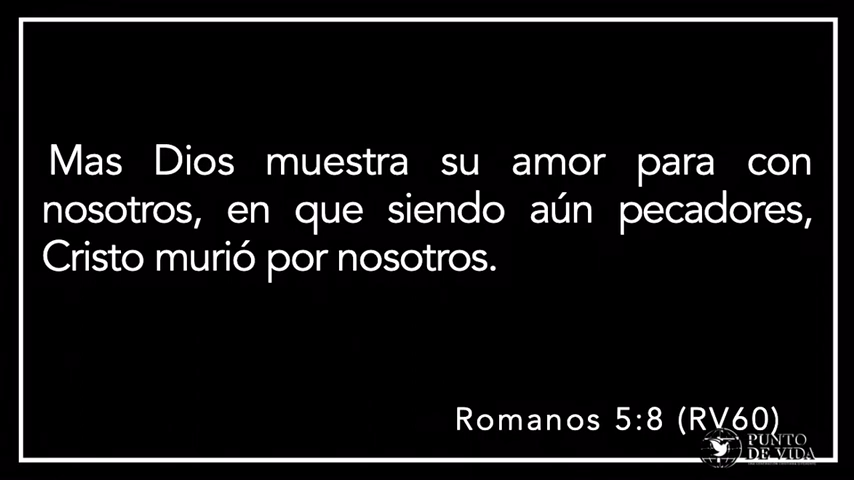 Mas Dios muestra su amor para con
nosotros, en que siendo aún pecadores,
Cristo murió por nosotros.
Romanos 5:8 (RV60)
PUNTO
DE VIDA